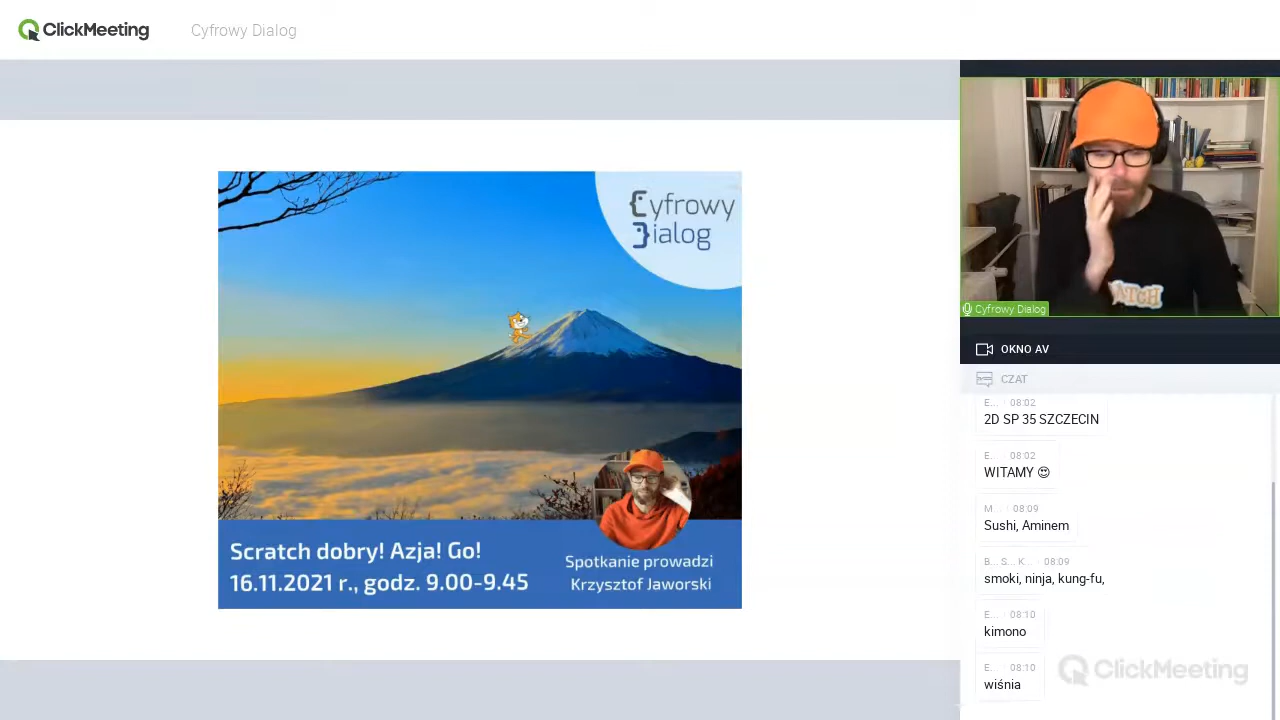 ClickMeeting
Cyfrowy Dialog
Cyfrowy
Dialog
Scratch dobry! Azja! Go!
16.11.2021 r., godz. 9.00-9.45
Spotkanie prowadzi
Krzysztof Jaworski
ATCH
Cyfrowy Dialog
OKNO AV
CZAT
E... · 08:02
2D SP 35 SZCZECIN
E... · 08:02
WITAMY 😍
M... · 08:09
Sushi, Aminem
B... S... K... · 08:09
smoki, ninja, kung-fu,
E... · 08:10
kimono
E... · 08:10
wiśnia
ClickMeeting